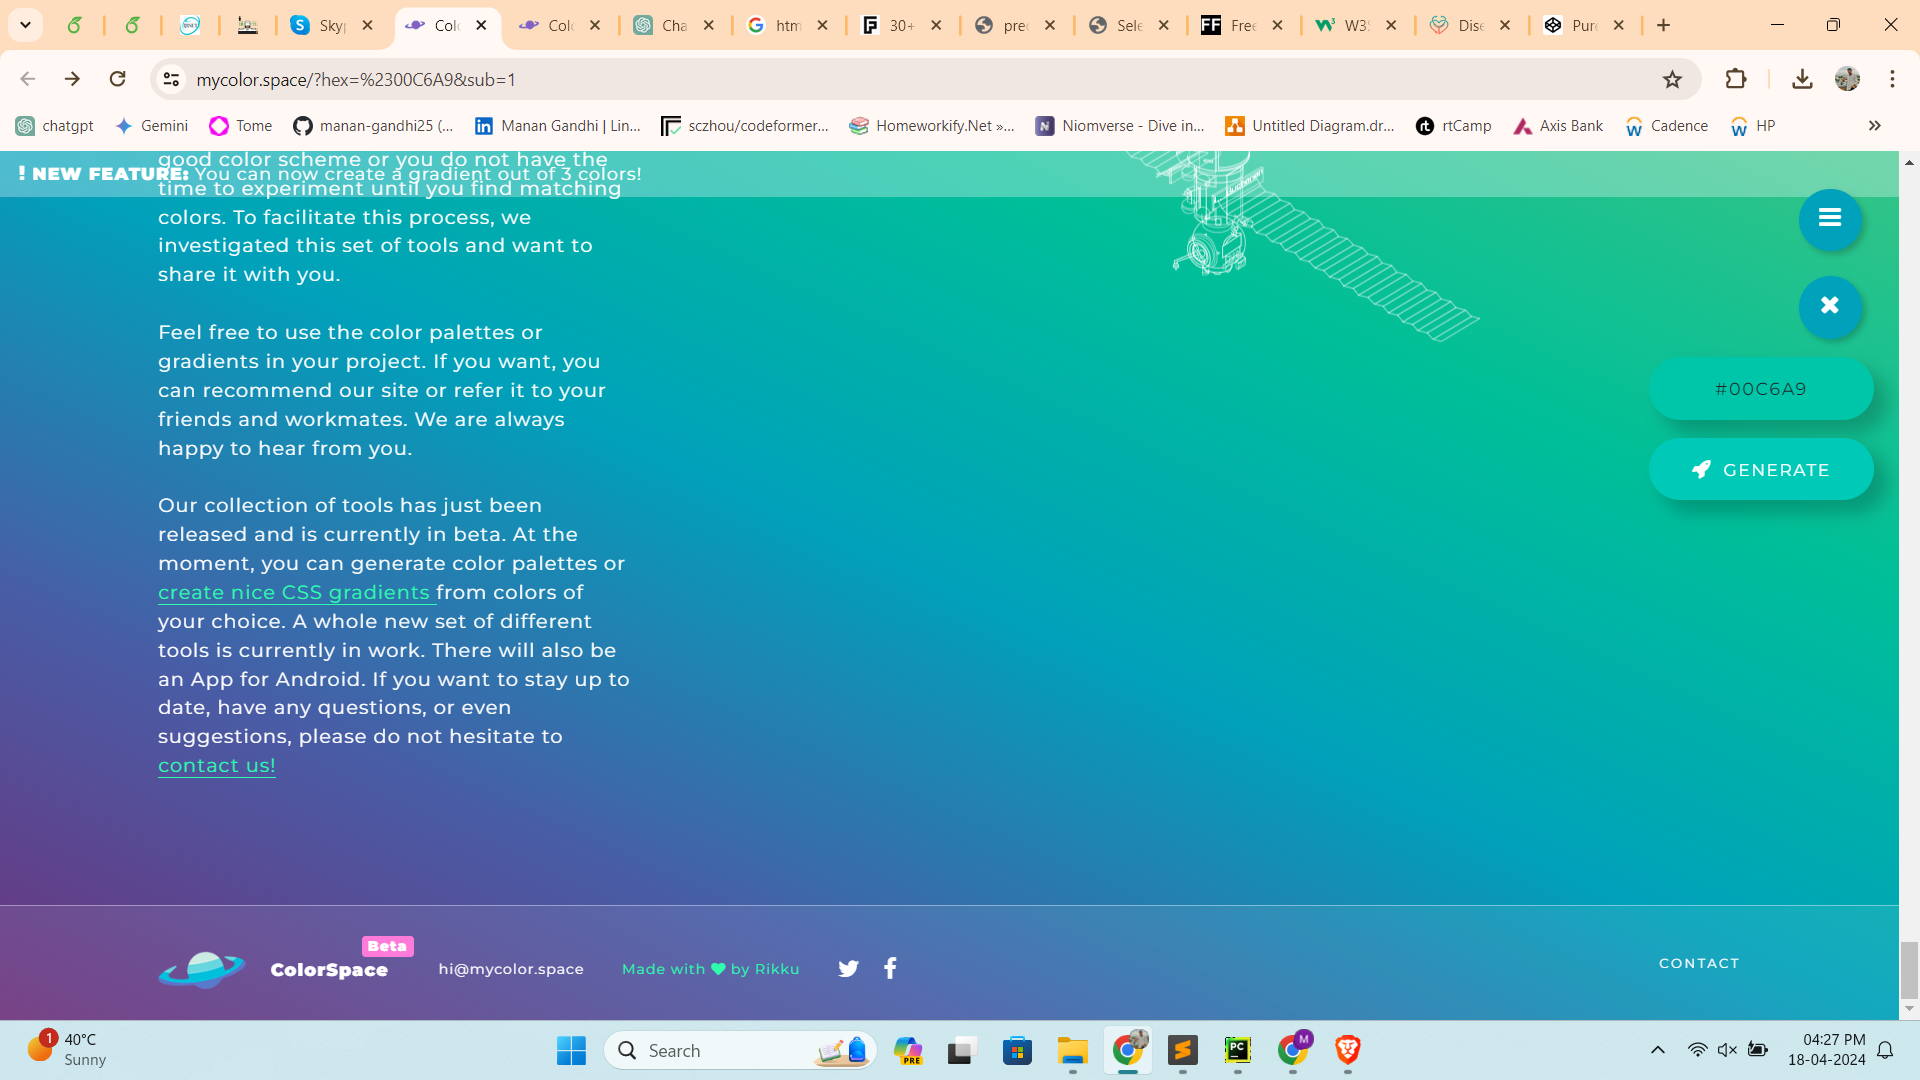 Skyp
Colo
Colo
Cha
htm
30+
pred
Sele
Free
W3S
Dise
Pure
mycolor.space/?hex=%2300C6A9&sub=1
chatgpt
Gemini
Tome
manan-gandhi25 (...
Manan Gandhi | Lin...
sczhou/codeformer...
Homeworkify.Net »...
Niomverse - Dive in...
Untitled Diagram.dr...
rtCamp
Axis Bank
Cadence
HP
good color scheme or you do not have the
! NEW FEATURE: You can now create a gradient out of 3 colors!
time to experiment until you find matching
colors. To facilitate this process, we
investigated this set of tools and want to
share it with you.
Feel free to use the color palettes or
gradients in your project. If you want, you
can recommend our site or refer it to your
friends and workmates. We are always
happy to hear from you.
Our collection of tools has just been
released and is currently in beta. At the
moment, you can generate color palettes or
create nice CSS gradients from colors of
your choice. A whole new set of different
tools is currently in work. There will also be
an App for Android. If you want to stay up to
date, have any questions, or even
suggestions, please do not hesitate to
contact us!
#00C6A9
GENERATE
Beta
ColorSpace
hi@mycolor.space
Made with ♥ by Rikku
CONTACT
1
40°C
Sunny
Search
PRE
PC
M
04:27 PM
18-04-2024